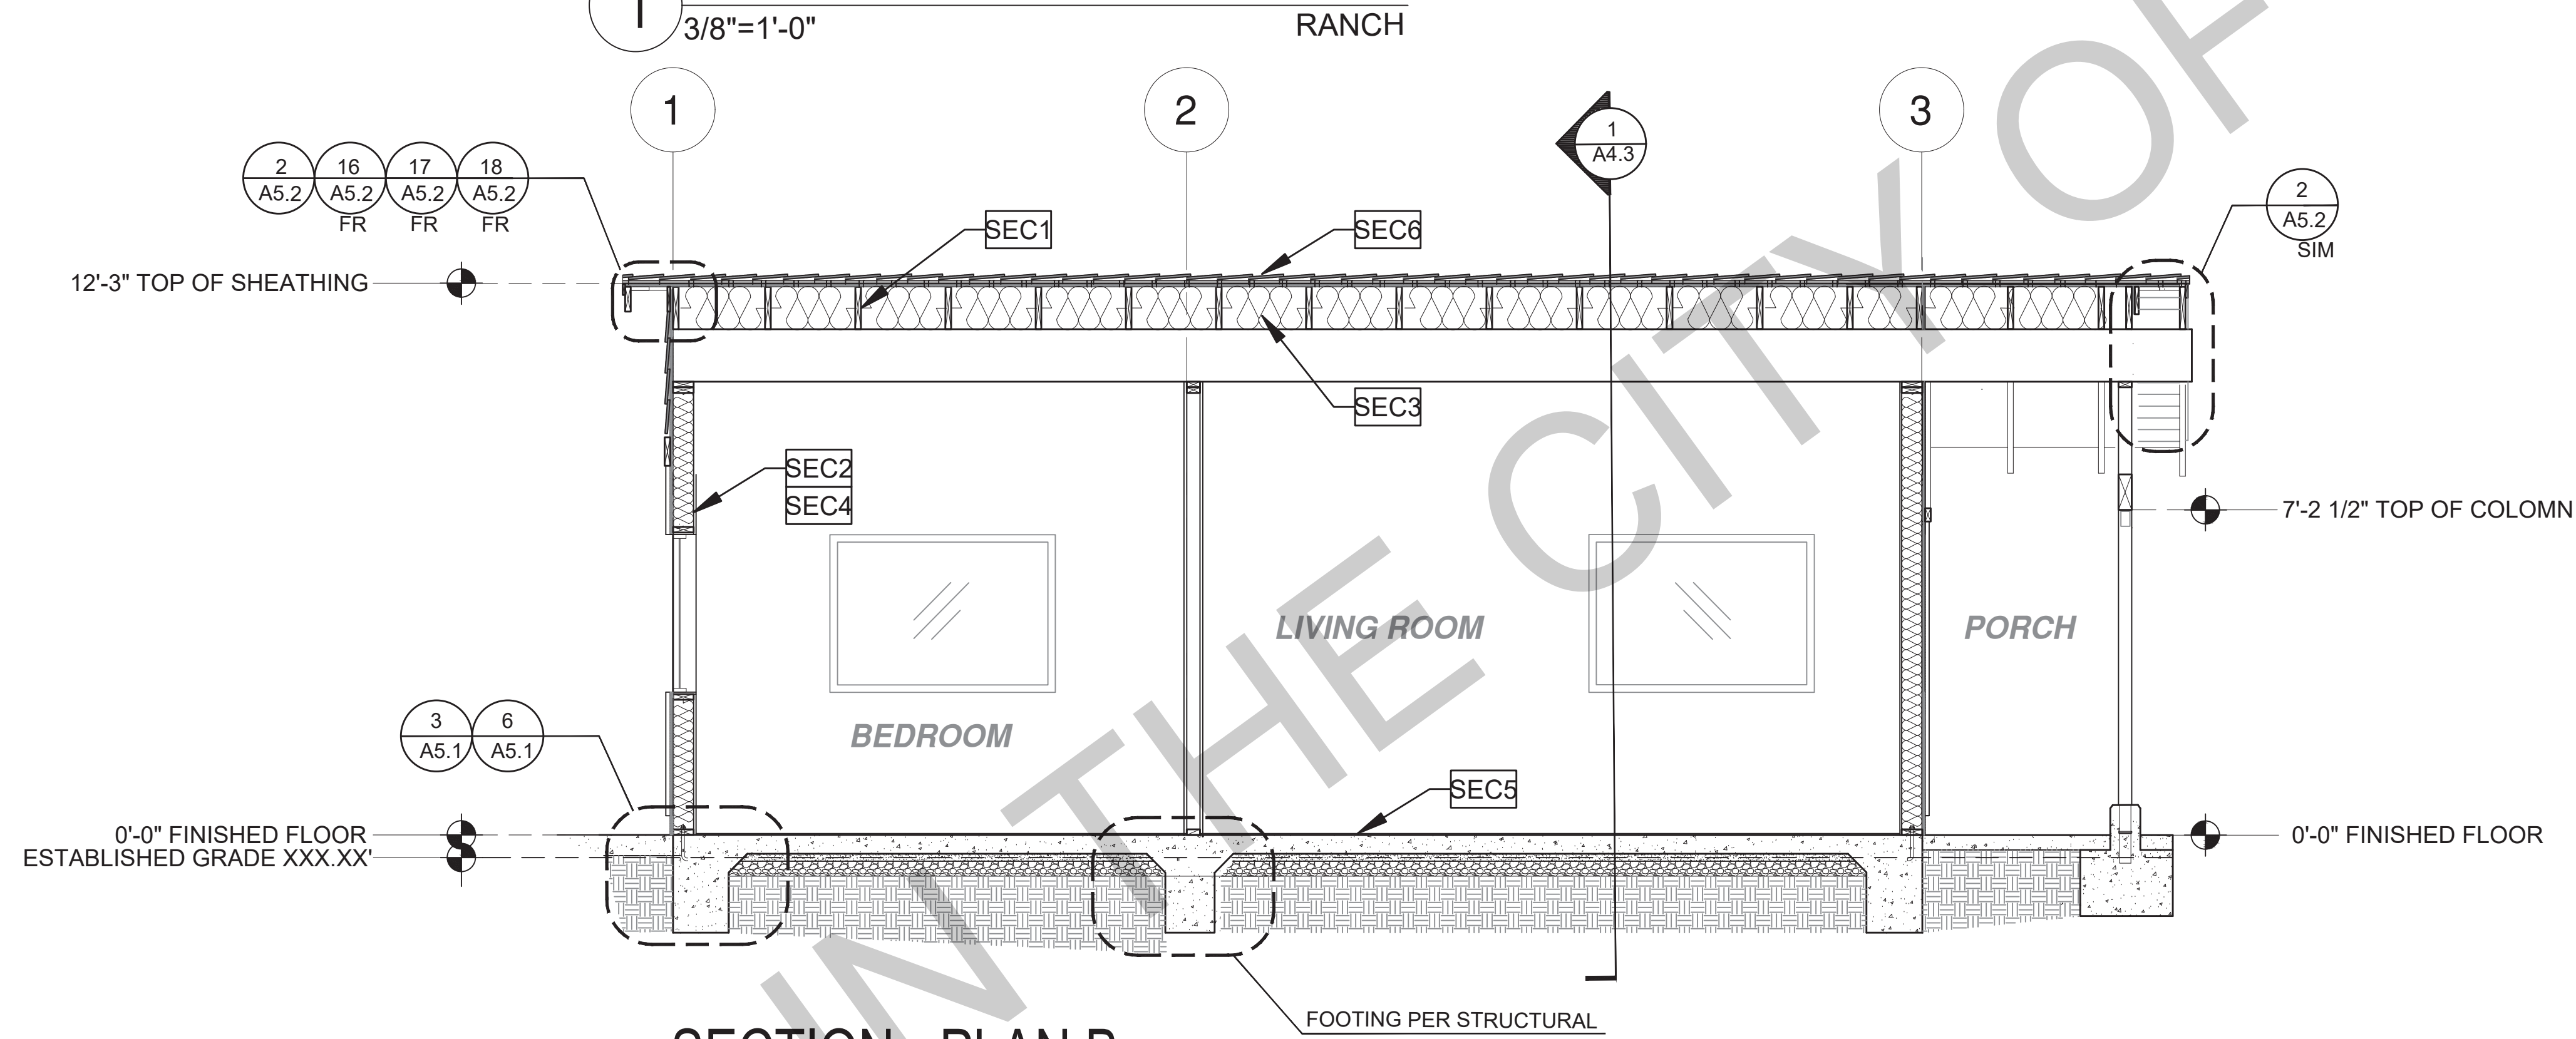 1
3/8"=1'-0"
RANCH
1
2
3
1
A4.3
2
A5.2
16
A5.2
FR
17
A5.2
FR
18
A5.2
FR
2
A5.2
SIM
SEC1
SEC6
12'-3" TOP OF SHEATHING
SEC3
SEC2
SEC4
7'-2 1/2" TOP OF COLOMN
LIVING ROOM
PORCH
BEDROOM
3
A5.1
6
A5.1
SEC5
0'-0" FINISHED FLOOR
ESTABLISHED GRADE XXX.XX'
0'-0" FINISHED FLOOR
FOOTING PER STRUCTURAL
SECTION - PLAN B
IN THE CITY OF